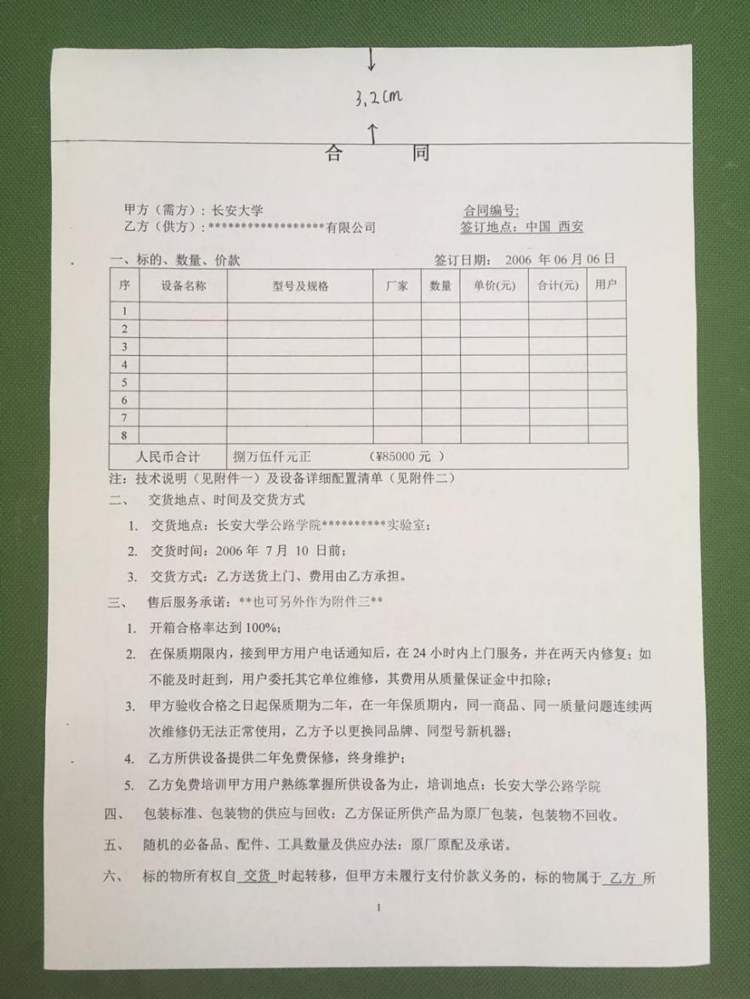 3.2cm
合 同
甲方（需方）：长安大学 合同编号:
乙方（供方）：******************有限公司 签订地点：中国 西安
一、标的、数量、价款 签订日期： 2006 年 06 月 06 日
序 设备名称 型号及规格 厂家 数量 单价(元) 合计(元) 用户
1
2
3
4
5
6
7
8
人民币合计 捌万伍仟元正 （¥85000 元 ）
注：技术说明（见附件一）及设备详细配置清单（见附件二）
二、 交货地点、时间及交货方式
1. 交货地点：长安大学公路学院**********实验室；
2. 交货时间：2006 年 7 月 10 日前；
3. 交货方式：乙方送货上门、费用由乙方承担。
三、 售后服务承诺：**也可另外作为附件三**
1. 开箱合格率达到 100%；
2. 在保质期限内，接到甲方用户电话通知后，在 24 小时内上门服务，并在两天内修复；如
不能及时赶到，用户委托其它单位维修，其费用从质量保证金中扣除；
3. 甲方验收合格之日起保质期为二年，在一年保质期内，同一商品、同一质量问题连续两
次维修仍无法正常使用，乙方予以更换同品牌、同型号新机器；
4. 乙方所供设备提供二年免费保修，终身维护；
5. 乙方免费培训甲方用户熟练掌握所供设备为止，培训地点：长安大学公路学院
四、 包装标准、包装物的供应与回收：乙方保证所供产品为原厂包装，包装物不回收。
五、 随机的必备品、配件、工具数量及供应办法：原厂原配及承诺。
六、 标的物所有权自 交货 时起转移，但甲方未履行支付价款义务的，标的物属于 乙方 所
1